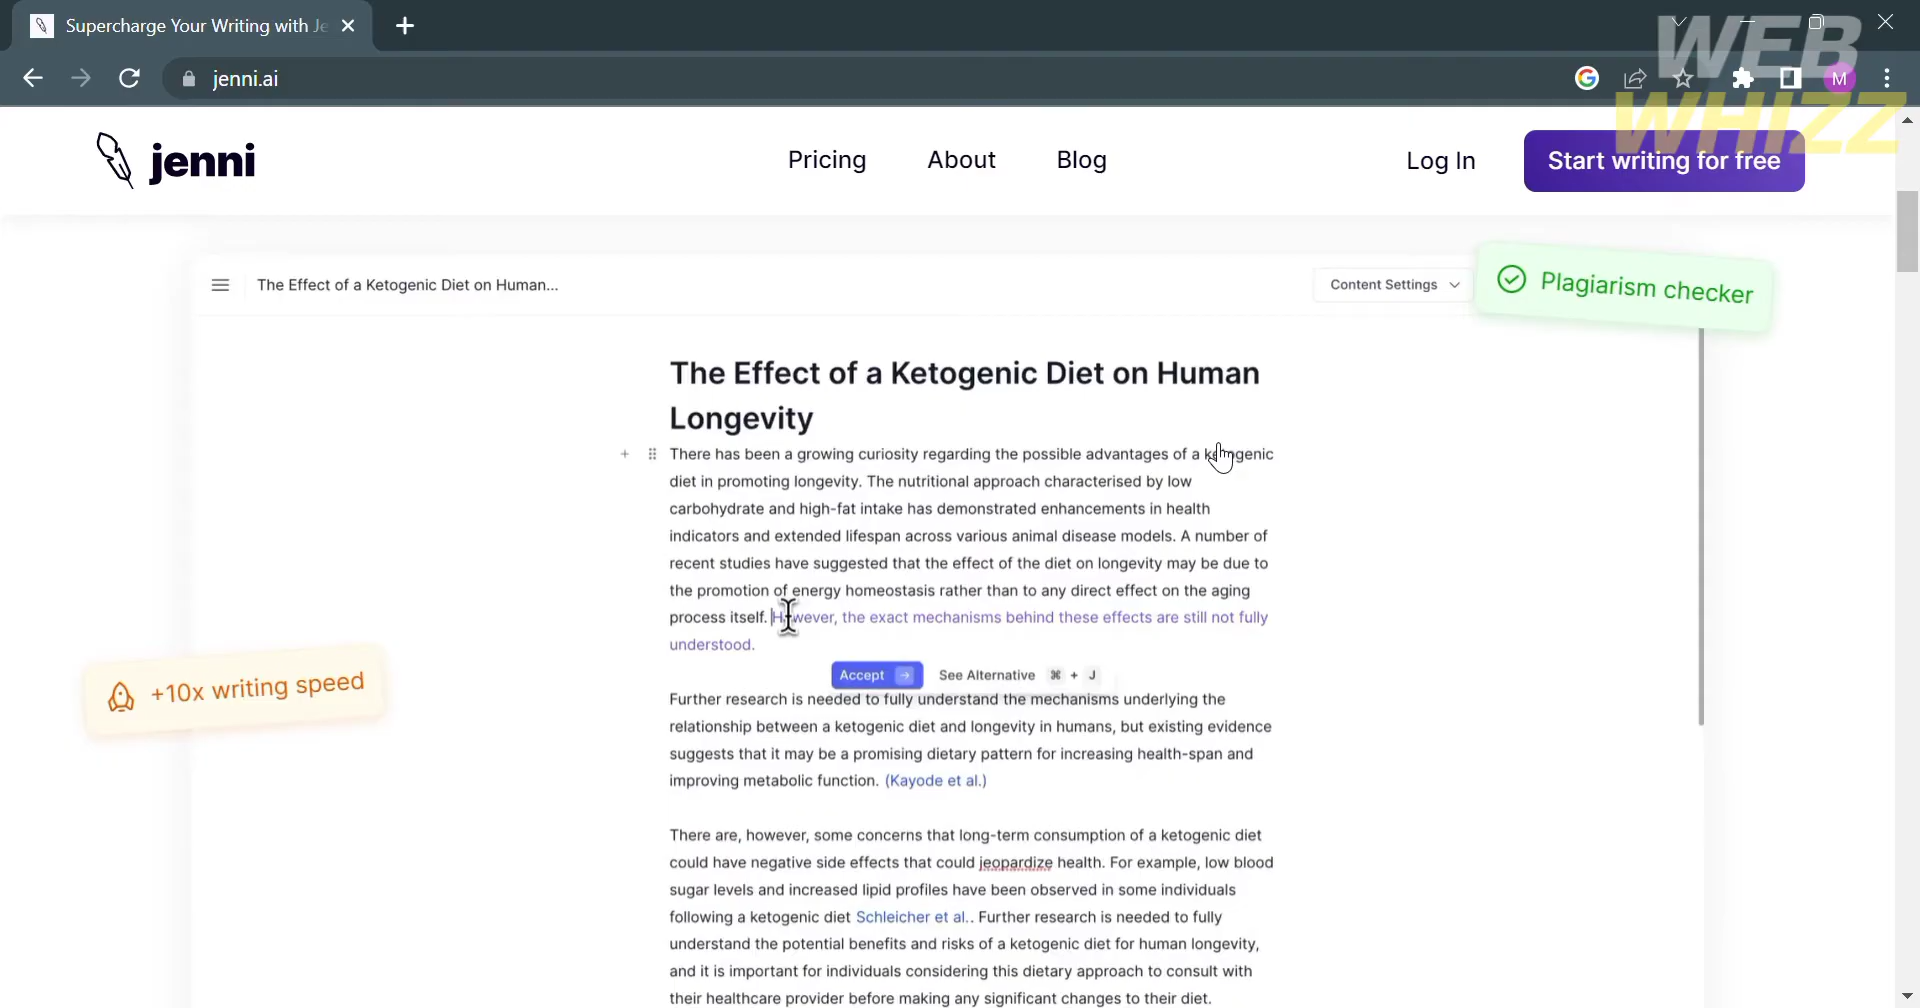 Supercharge Your Writing with Je
jenni.ai
M
WEB
WHIZZ
jenni
Pricing
About
Blog
Log In
Start writing for free
The Effect of a Ketogenic Diet on Human...
Content Settings
Plagiarism checker
The Effect of a Ketogenic Diet on Human
Longevity
There has been a growing curiosity regarding the possible advantages of a ketogenic
diet in promoting longevity. The nutritional approach characterised by low
carbohydrate and high-fat intake has demonstrated enhancements in health
indicators and extended lifespan across various animal disease models. A number of
recent studies have suggested that the effect of the diet on longevity may be due to
the promotion of energy homeostasis rather than to any direct effect on the aging
process itself. However, the exact mechanisms behind these effects are still not fully
understood.
+10x writing speed
Accept → See Alternative ⌘ + J
Further research is needed to fully understand the mechanisms underlying the
relationship between a ketogenic diet and longevity in humans, but existing evidence
suggests that it may be a promising dietary pattern for increasing health-span and
improving metabolic function. (Kayode et al.)
There are, however, some concerns that long-term consumption of a ketogenic diet
could have negative side effects that could jeopardize health. For example, low blood
sugar levels and increased lipid profiles have been observed in some individuals
following a ketogenic diet Schleicher et al.. Further research is needed to fully
understand the potential benefits and risks of a ketogenic diet for human longevity,
and it is important for individuals considering this dietary approach to consult with
their healthcare provider before making any significant changes to their diet.